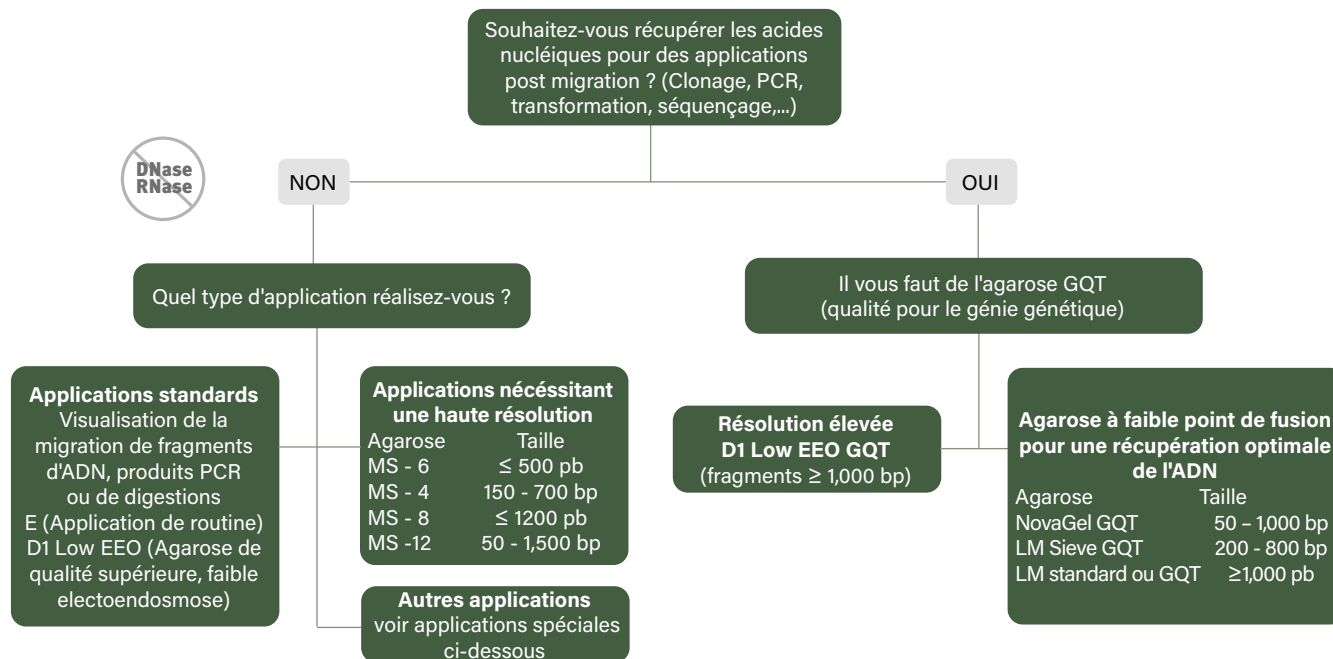 Souhaitez-vous récupérer les acides
nucléiques pour des applications
post migration ? (Clonage, PCR,
transformation, séquençage,...)
DNase
RNase
NON
OUI
Quel type d'application réalisez-vous ?
Il vous faut de l'agarose GQT
(qualité pour le génie génétique)
Applications standards
Visualisation de la
migration de fragments
d'ADN, produits PCR
ou de digestions
E (Application de routine)
D1 Low EEO (Agarose de
qualité supérieure, faible
electoendosmose)
Applications nécéssitant
une haute résolution
Agarose Taille
MS - 6 ≤ 500 pb
MS - 4 150 - 700 bp
MS - 8 ≤ 1200 pb
MS -12 50 - 1,500 bp
Autres applications
voir applications spéciales
ci-dessous
Résolution élevée
D1 Low EEO GQT
(fragments ≥ 1,000 bp)
Agarose à faible point de fusion
pour une récupération optimale
de l'ADN
Agarose Taille
NovaGel GQT 50 – 1,000 bp
LM Sieve GQT 200 - 800 bp
LM standard ou GQT ≥1,000 pb